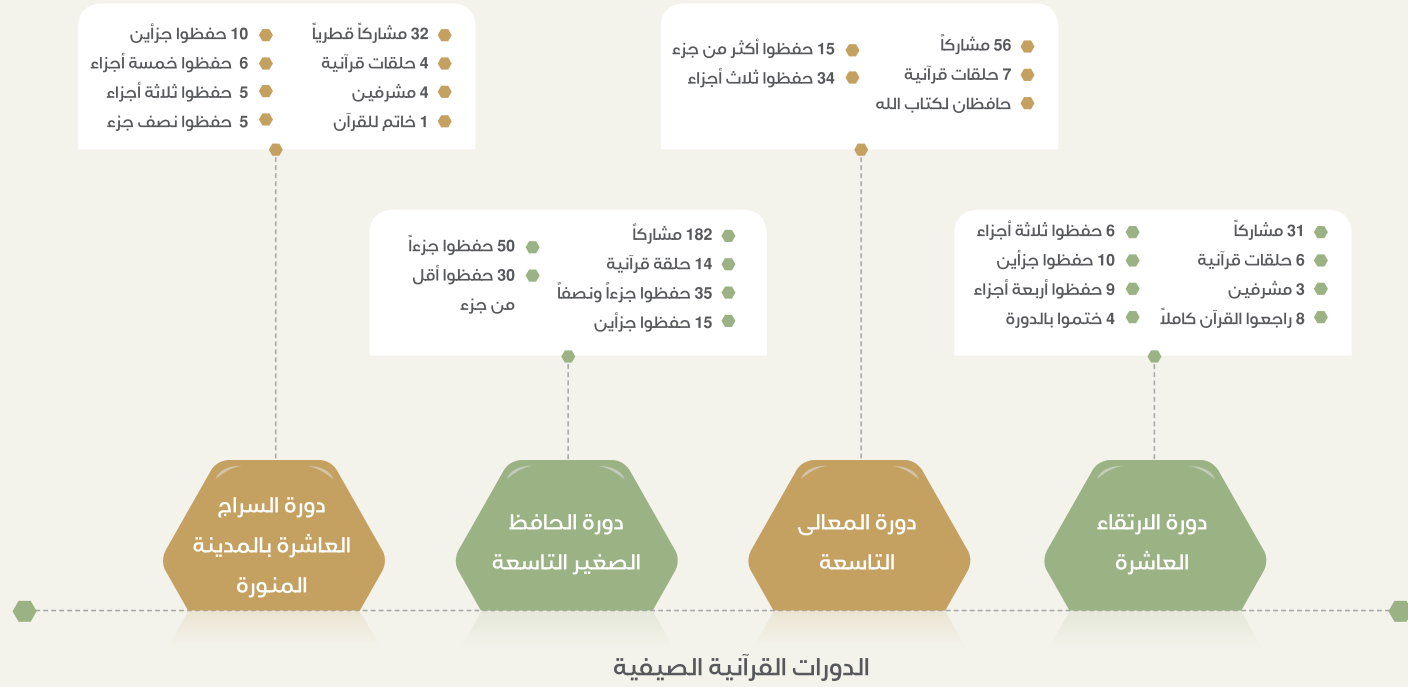 31 مشاركاً
6 حلقات قرآنية
3 مشرفين
8 راجعوا القرآن كاملاً
6 حفظوا ثلاثة أجزاء
10 حفظوا جزأين
9 حفظوا أربعة أجزاء
4 ختموا بالدورة
دورة الارتقاء
العاشرة
56 مشاركاً
7 حلقات قرآنية
حافظان لكتاب الله
15 حفظوا أكثر من جزء
34 حفظوا ثلاث أجزاء
دورة المعالى
التاسعة
182 مشاركاً
14 حلقة قرآنية
35 حفظوا جزءاً ونصفاً
15 حفظوا جزأين
50 حفظوا جزءاً
30 حفظوا أقل
من جزء
دورة الحافظ
الصغير التاسعة
32 مشاركاً قطرياً
4 حلقات قرآنية
4 مشرفين
1 خاتم للقرآن
10 حفظوا جزأين
6 حفظوا خمسة أجزاء
5 حفظوا ثلاثة أجزاء
5 حفظوا نصف جزء
دورة السراج
العاشرة بالمدينة
المنورة
الدورات القرآنية الصيفية